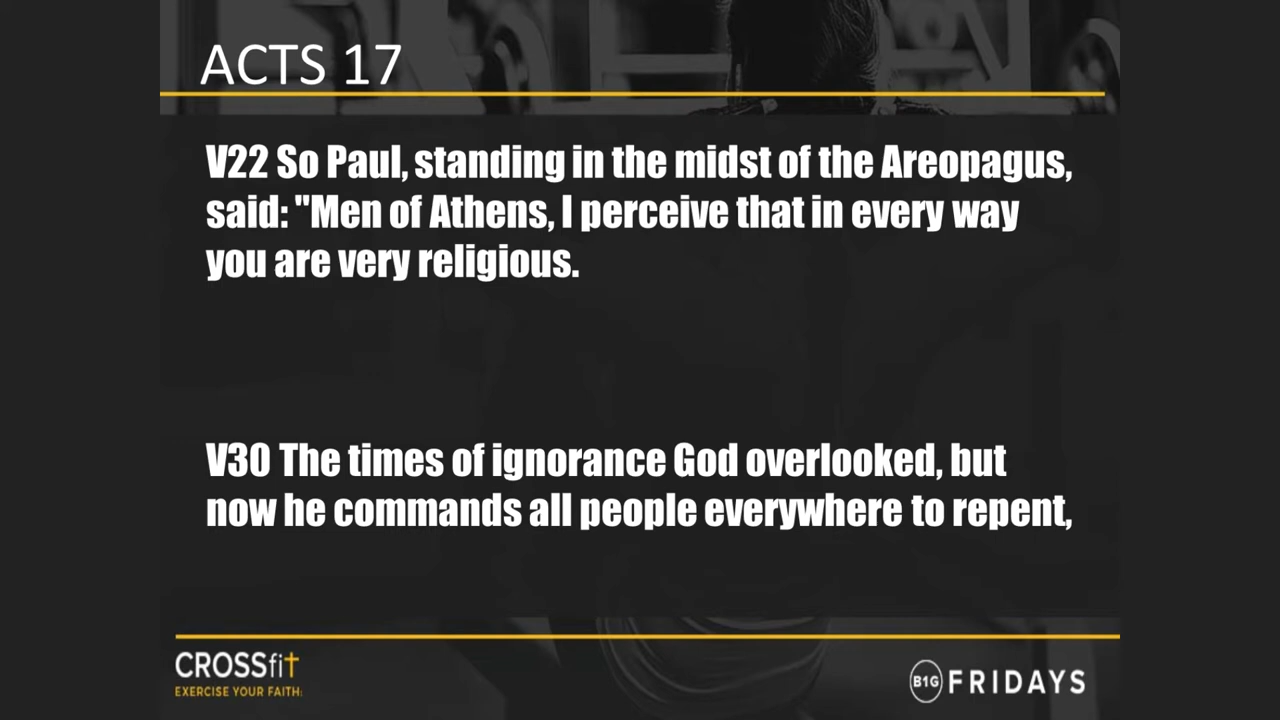 ACTS 17
V22 So Paul, standing in the midst of the Areopagus,
said: "Men of Athens, I perceive that in every way
you are very religious.
V30 The times of ignorance God overlooked, but
now he commands all people everywhere to repent,
CROSSfit
EXERCISE YOUR FAITH:
B1G FRIDAYS